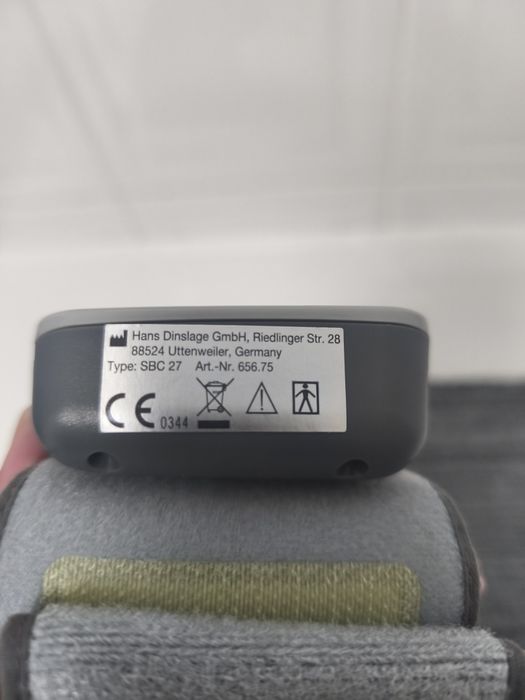 Hans Dinslage GmbH, Riedlinger Str. 28
88524 Uttenweiler, Germany
Type: SBC 27 Art.-Nr. 656.75
CE 0344